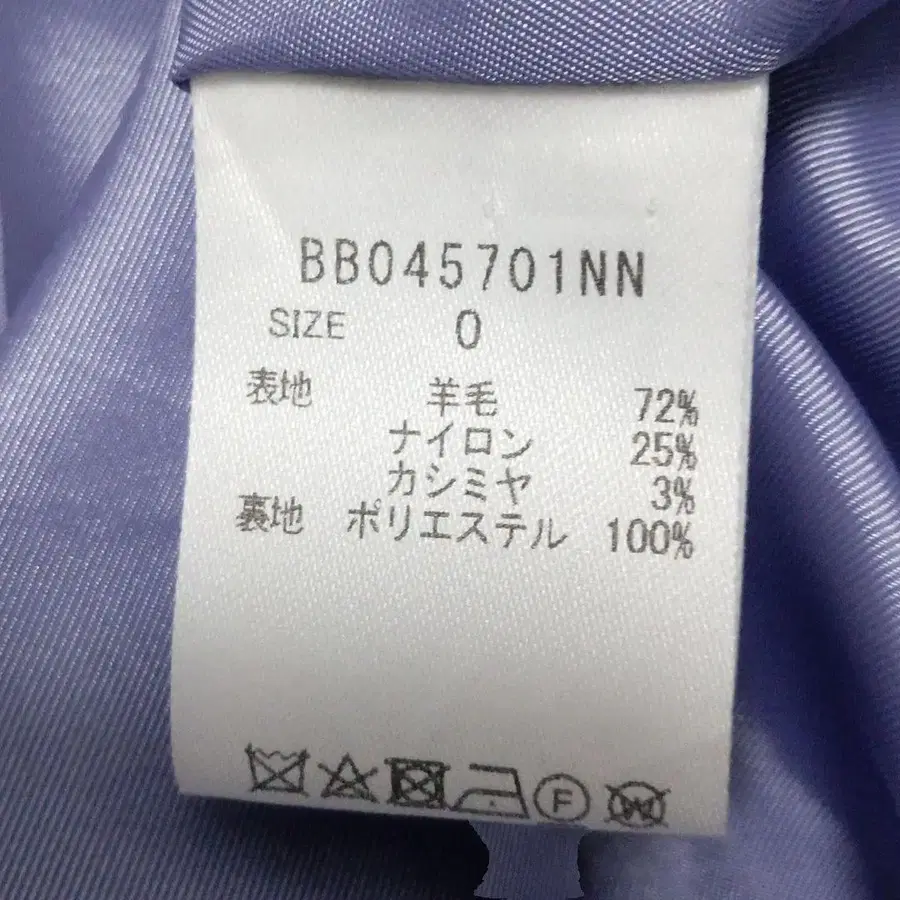 BB045701NN
SIZE 0
表地 羊毛 72%
ナイロン 25%
カシミヤ 3%
裏地 ポリエステル 100%
F
W